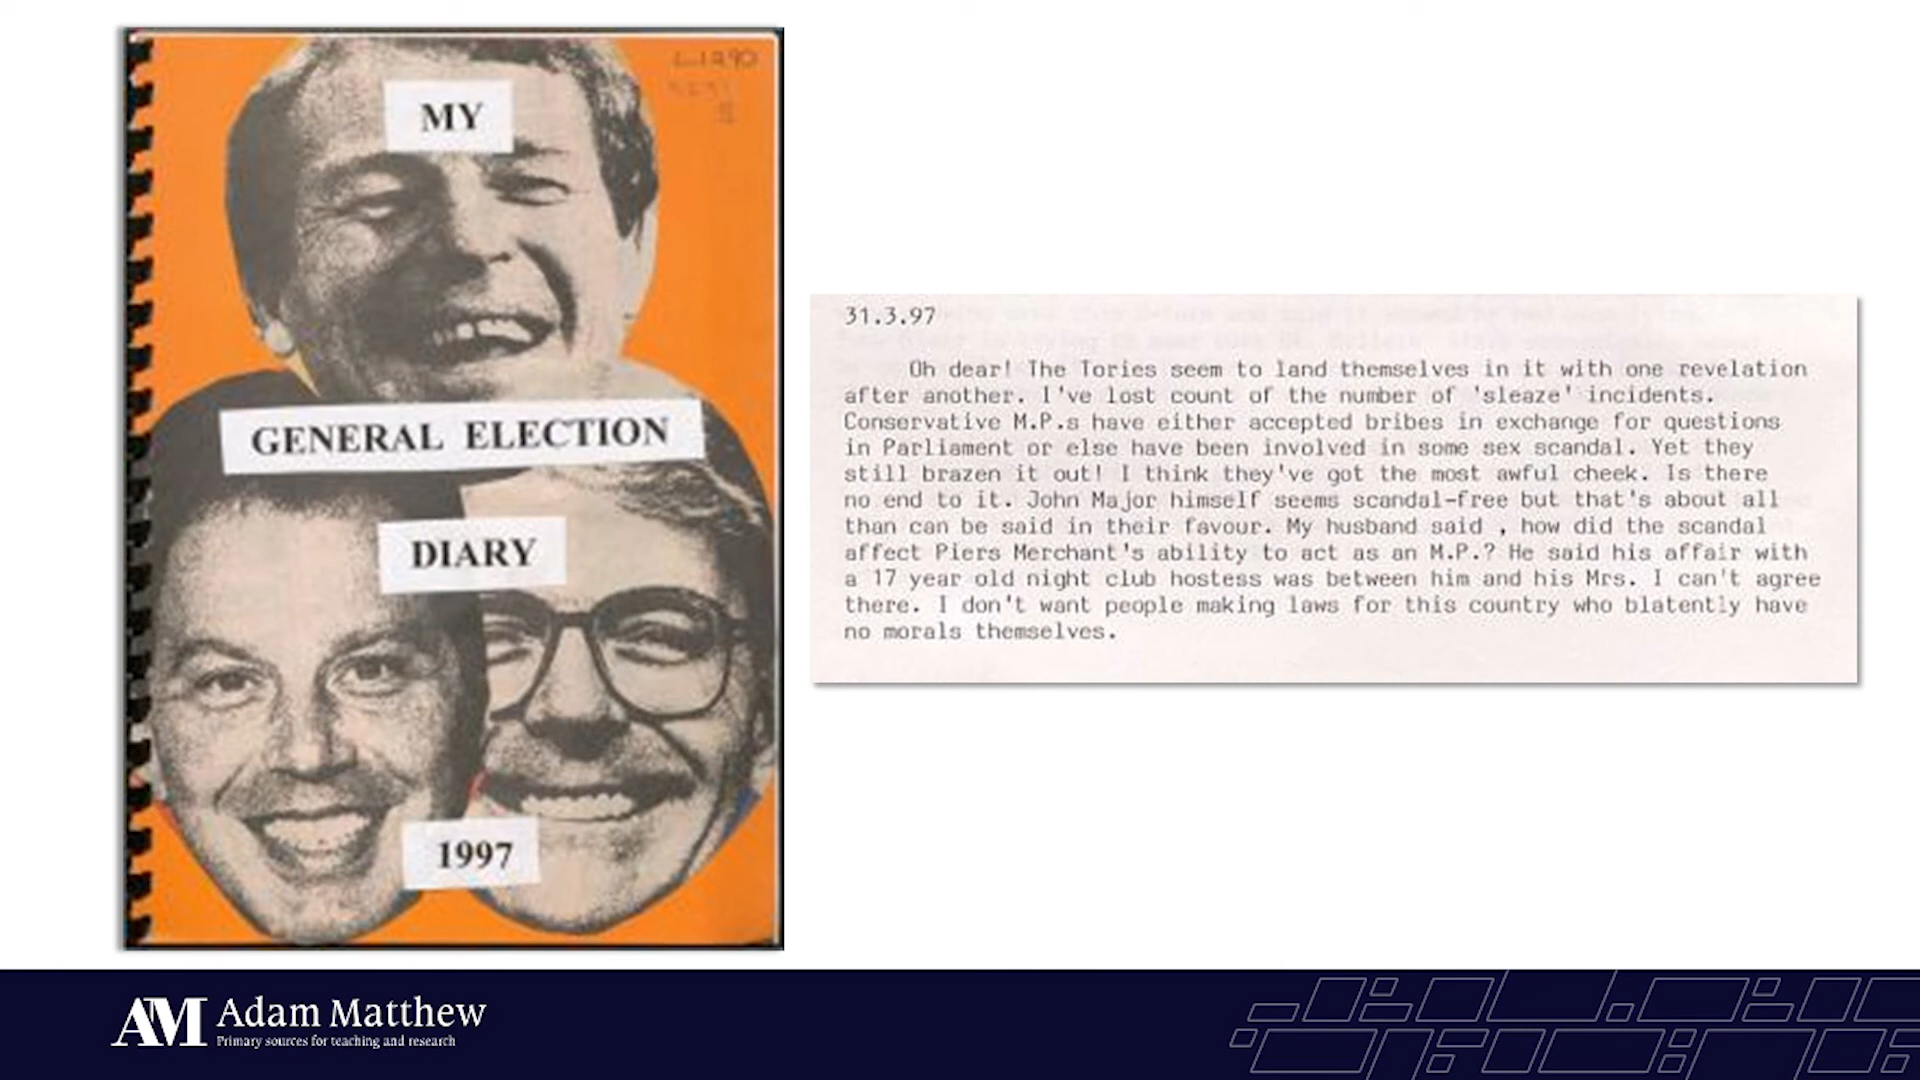 MY
GENERAL ELECTION
DIARY
1997
31.3.97
Oh dear! The Tories seem to land themselves in it with one revelation
after another. I've lost count of the number of 'sleaze' incidents.
Conservative M.P.s have either accepted bribes in exchange for questions
in Parliament or else have been involved in some sex scandal. Yet they
still brazen it out! I think they've got the most awful cheek. Is there
no end to it. John Major himself seems scandal-free but that's about all
than can be said in their favour. My husband said , how did the scandal
affect Piers Merchant's ability to act as an M.P.? He said his affair with
a 17 year old night club hostess was between him and his Mrs. I can't agree
there. I don't want people making laws for this country who blatently have
no morals themselves.
AM Adam Matthew
Primary sources for teaching and research